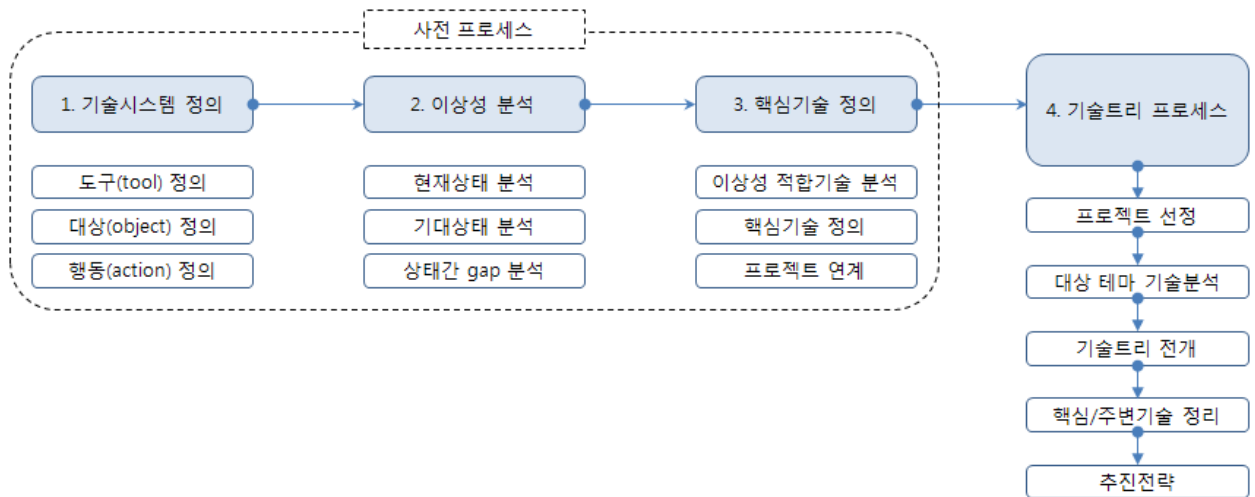 사전 프로세스
1. 기술시스템 정의
2. 이상성 분석
3. 핵심기술 정의
4. 기술트리 프로세스
도구(tool) 정의
현재상태 분석
이상성 적합기술 분석
대상(object) 정의
기대상태 분석
핵심기술 정의
행동(action) 정의
상태간 gap 분석
프로젝트 연계
프로젝트 선정
대상 테마 기술분석
기술트리 전개
핵심/주변기술 정리
추진전략